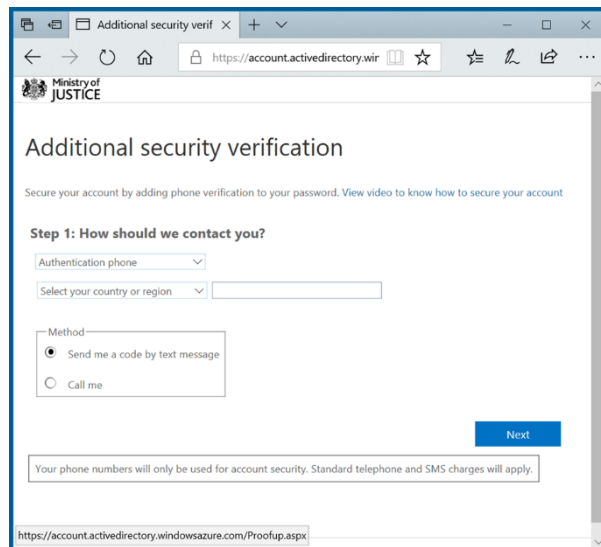 Additional security verif
https://account.activedirectory.wir
Ministry of
JUSTICE
Additional security verification
Secure your account by adding phone verification to your password. View video to know how to secure your account
Step 1: How should we contact you?
Authentication phone
Select your country or region
Method
Send me a code by text message
Call me
Next
Your phone numbers will only be used for account security. Standard telephone and SMS charges will apply.
https://account.activedirectory.windowsazure.com/Proofup.aspx